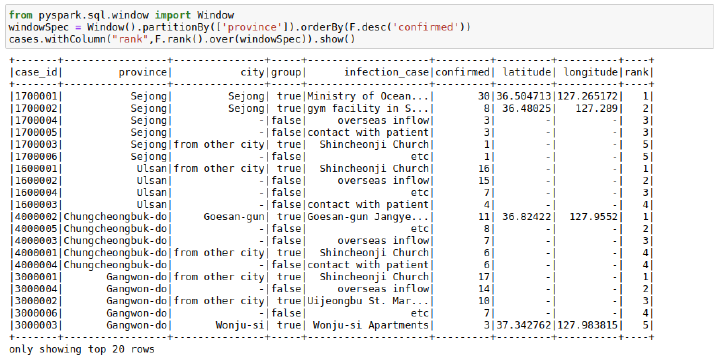 from pyspark.sql.window import Window
windowSpec = Window().partitionBy(['province']).orderBy(F.desc('confirmed'))
cases.withColumn("rank",F.rank().over(windowSpec)).show()
+-------+-----------------+---------------+-----+--------------------+---------+---------+----------+----+
|case_id|         province|           city|group|      infection_case|confirmed| latitude| longitude|rank|
+-------+-----------------+---------------+-----+--------------------+---------+---------+----------+----+
|1700001|           Sejong|         Sejong| true|Ministry of Ocean...|       30|36.504713|127.265172|   1|
|1700002|           Sejong|         Sejong| true|gym facility in S...|        8| 36.48025|   127.289|   2|
|1700004|           Sejong|              -|false|     overseas inflow|        3|        -|         -|   3|
|1700005|           Sejong|              -|false|contact with patient|        3|        -|         -|   3|
|1700003|           Sejong|from other city| true|  Shincheonji Church|        1|        -|         -|   5|
|1700006|           Sejong|              -|false|                 etc|        1|        -|         -|   5|
|1600001|            Ulsan|from other city| true|  Shincheonji Church|       16|        -|         -|   1|
|1600002|            Ulsan|              -|false|     overseas inflow|       15|        -|         -|   2|
|1600004|            Ulsan|              -|false|                 etc|        7|        -|         -|   3|
|1600003|            Ulsan|              -|false|contact with patient|        4|        -|         -|   4|
|4000002|Chungcheongbuk-do|     Goesan-gun| true|Goesan-gun Jangye...|       11| 36.82422|  127.9552|   1|
|4000005|Chungcheongbuk-do|              -|false|                 etc|        8|        -|         -|   2|
|4000003|Chungcheongbuk-do|              -|false|     overseas inflow|        7|        -|         -|   3|
|4000001|Chungcheongbuk-do|from other city| true|  Shincheonji Church|        6|        -|         -|   4|
|4000004|Chungcheongbuk-do|              -|false|contact with patient|        6|        -|         -|   4|
|3000001|       Gangwon-do|from other city| true|  Shincheonji Church|       17|        -|         -|   1|
|3000004|       Gangwon-do|              -|false|     overseas inflow|       14|        -|         -|   2|
|3000002|       Gangwon-do|from other city| true|Uijeongbu St. Mar...|       10|        -|         -|   3|
|3000006|       Gangwon-do|              -|false|                 etc|        7|        -|         -|   4|
|3000003|       Gangwon-do|       Wonju-si| true| Wonju-si Apartments|        3|37.342762|127.983815|   5|
+-------+-----------------+---------------+-----+--------------------+---------+---------+----------+----+
only showing top 20 rows